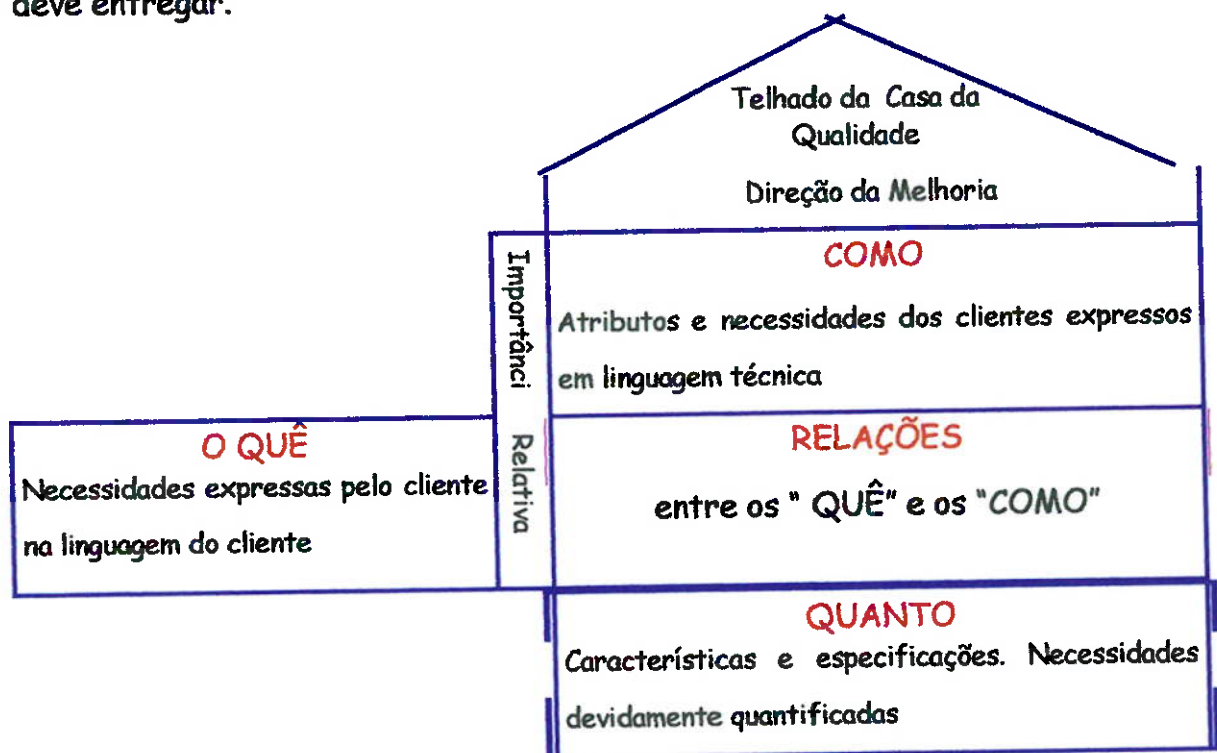 deve entregar.
Telhado da Casa da
Qualidade
Direção da Melhoria
Importânci
Relativa
COMO
Atributos e necessidades dos clientes expressos
em linguagem técnica
O QUÊ
Necessidades expressas pelo cliente
na linguagem do cliente
RELAÇÕES
entre os " QUÊ" e os "COMO"
QUANTO
Características e especificações. Necessidades
devidamente quantificadas